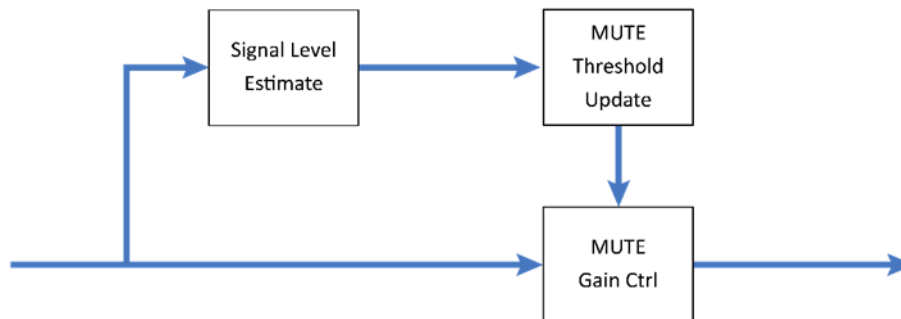 Signal Level
Estimate
MUTE
Threshold
Update
MUTE
Gain Ctrl